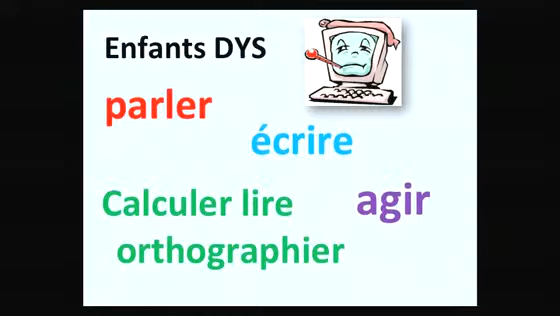 Enfants DYS
parler
écrire
Calculer lire
agir
orthographier